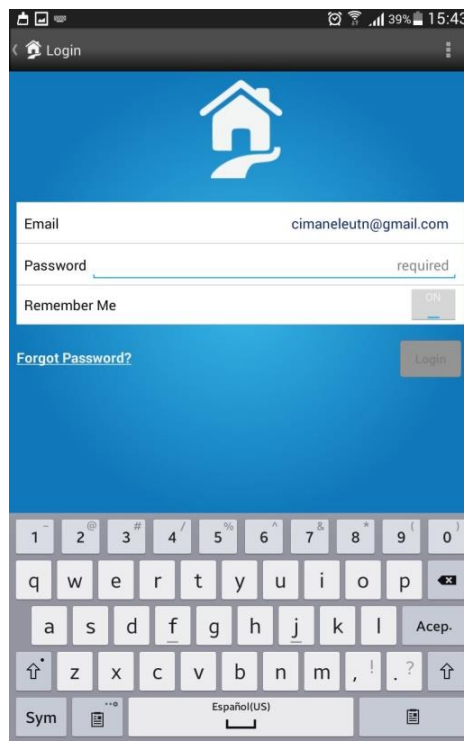 39% 15:43
Login
Email cimaneleutn@gmail.com
Password required
Remember Me ON
Forgot Password? Login
1 - 2 @ 3 # 4 / 5 % 6 ^ 7 & 8 * 9 ( 0 )
q w e r t y u i o p
a s d f g h j k l Acep.
z x c v b n m , ! . ?
Sym Español(US)